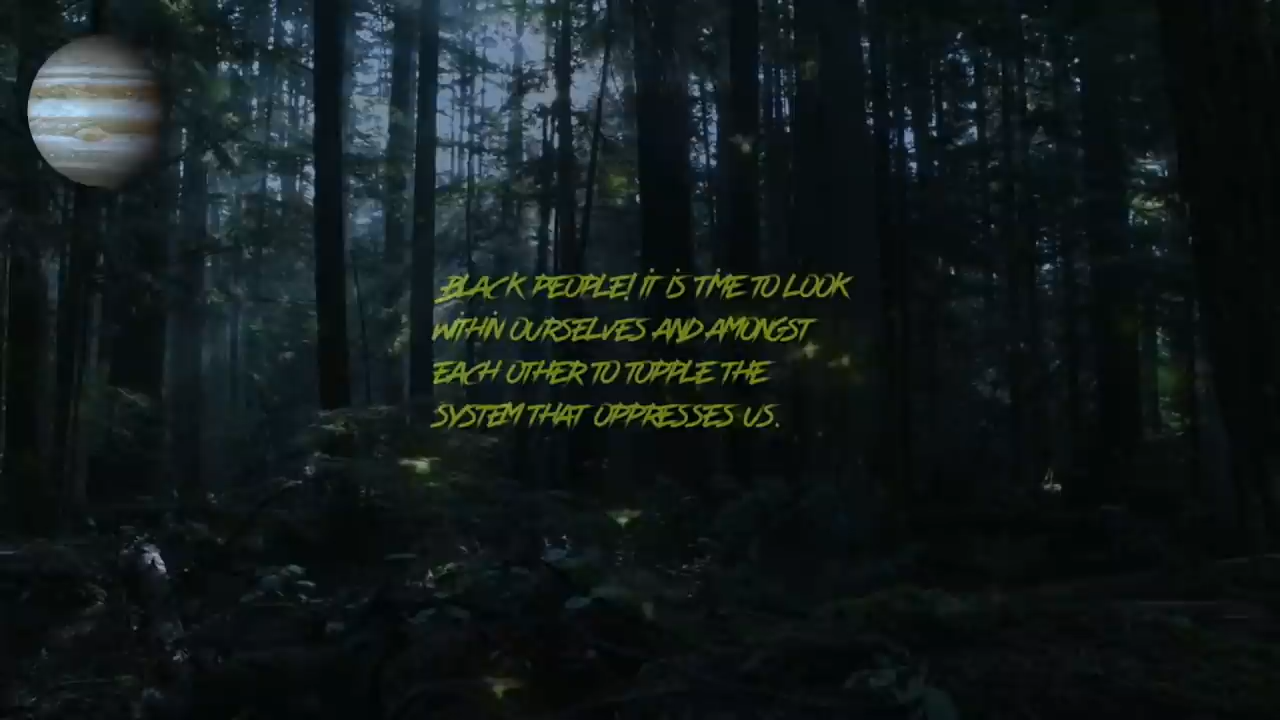 BLACK PEOPLE! IT IS TIME TO LOOK
WITHIN OURSELVES AND AMONGST
EACH OTHER TO TOPPLE THE
SYSTEM THAT OPPRESSES US.